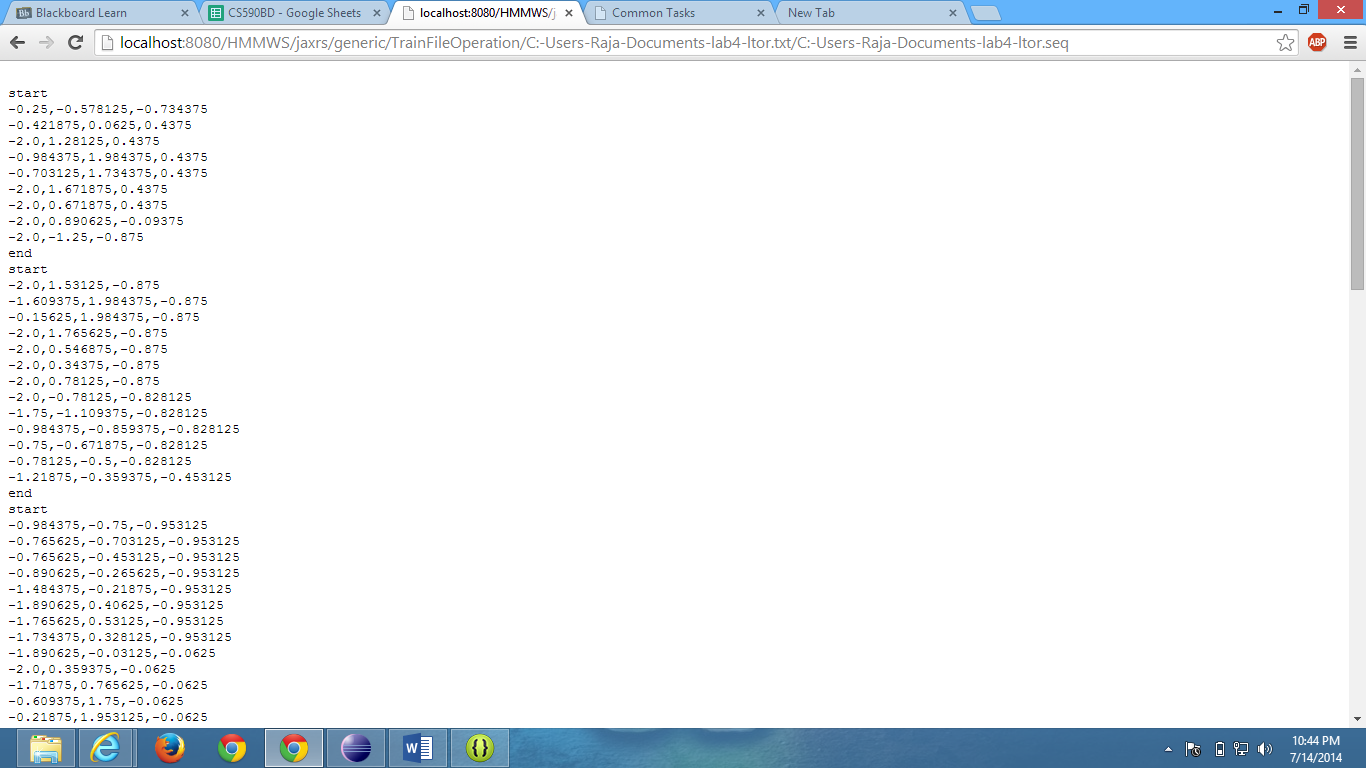 Blackboard Learn
CS590BD - Google Sheets
localhost:8080/HMMWS/j
Common Tasks
New Tab
localhost:8080/HMMWS/jaxrs/generic/TrainFileOperation/C:-Users-Raja-Documents-lab4-ltor.txt/C:-Users-Raja-Documents-lab4-ltor.seq
ABP
start
-0.25,-0.578125,-0.734375
-0.421875,0.0625,0.4375
-2.0,1.28125,0.4375
-0.984375,1.984375,0.4375
-0.703125,1.734375,0.4375
-2.0,1.671875,0.4375
-2.0,0.671875,0.4375
-2.0,0.890625,-0.09375
-2.0,-1.25,-0.875
end
start
-2.0,1.53125,-0.875
-1.609375,1.984375,-0.875
-0.15625,1.984375,-0.875
-2.0,1.765625,-0.875
-2.0,0.546875,-0.875
-2.0,0.34375,-0.875
-2.0,0.78125,-0.875
-2.0,-0.78125,-0.828125
-1.75,-1.109375,-0.828125
-0.984375,-0.859375,-0.828125
-0.75,-0.671875,-0.828125
-0.78125,-0.5,-0.828125
-1.21875,-0.359375,-0.453125
end
start
-0.984375,-0.75,-0.953125
-0.765625,-0.703125,-0.953125
-0.765625,-0.453125,-0.953125
-0.890625,-0.265625,-0.953125
-1.484375,-0.21875,-0.953125
-1.890625,0.40625,-0.953125
-1.765625,0.53125,-0.953125
-1.734375,0.328125,-0.953125
-1.890625,-0.03125,-0.0625
-2.0,0.359375,-0.0625
-1.71875,0.765625,-0.0625
-0.609375,1.75,-0.0625
-0.21875,1.953125,-0.0625
10:44 PM
7/14/2014